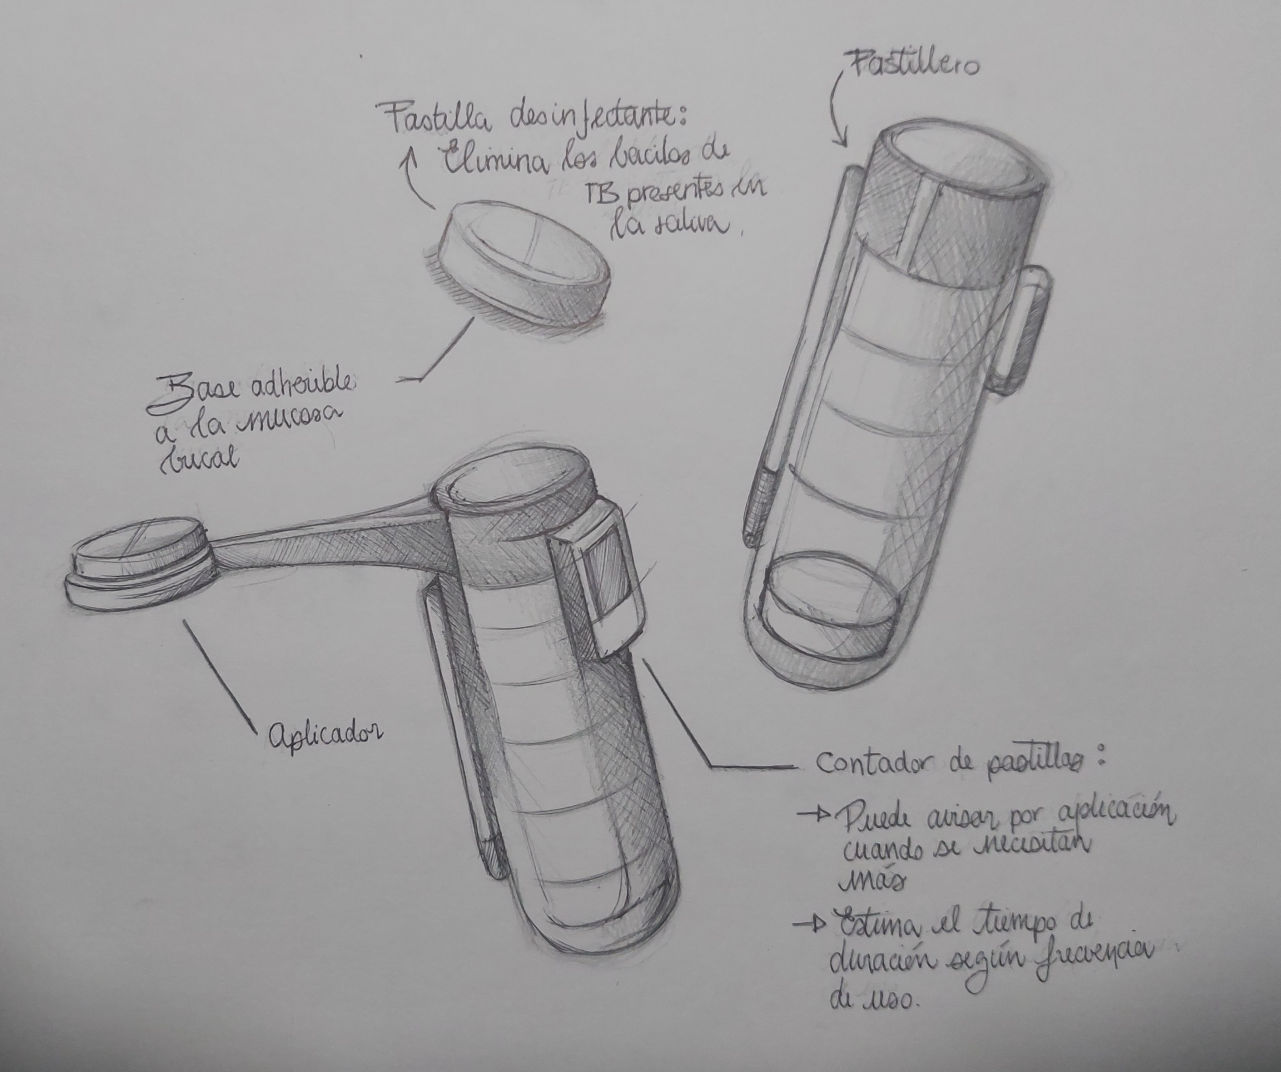 Pastillero
Pastilla desinfectante:
Elimina los bacilos de
TB presentes en
la saliva.
Base adherible
a la mucosa
bucal
Contador de pastillas:
→ Puede avisar por aplicación
cuando se necesitan
más
→ Estima el tiempo de
duración según frecuencia
de uso.
Aplicador